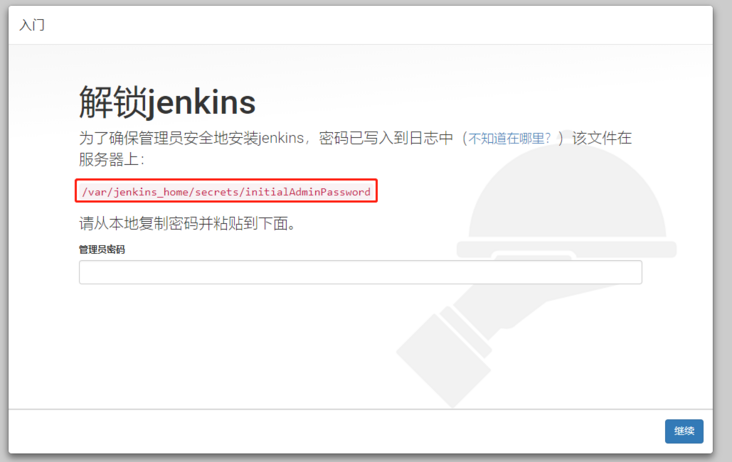 入门
解锁jenkins
为了确保管理员安全地安装jenkins，密码已写入到日志中（不知道在哪里？）该文件在
服务器上：
/var/jenkins_home/secrets/initialAdminPassword
请从本地复制密码并粘贴到下面。
管理员密码
继续